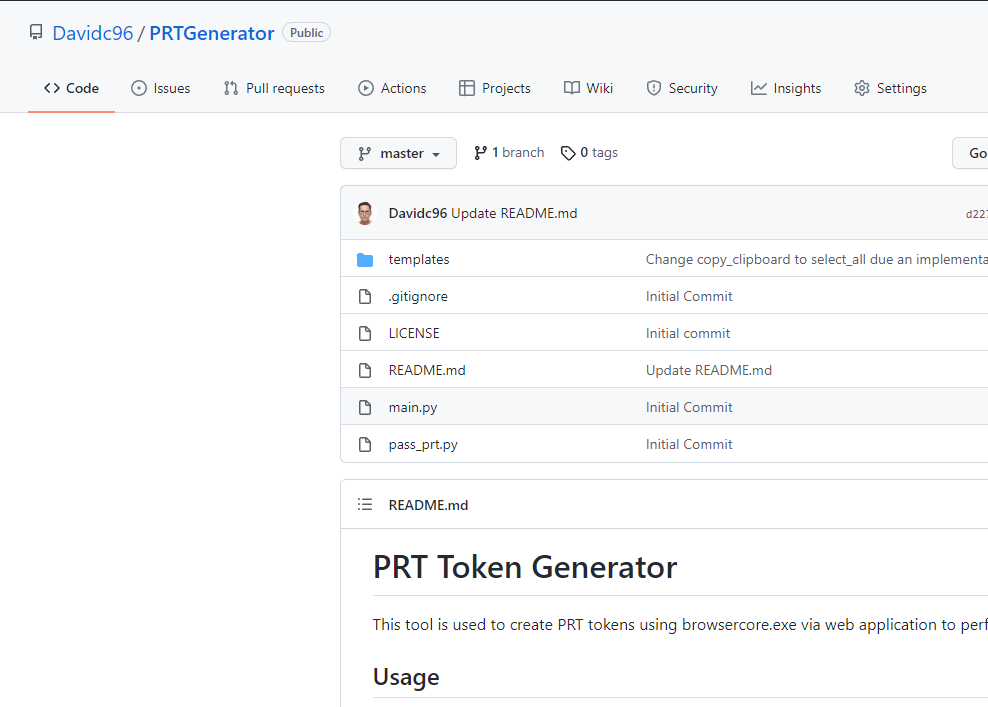 Davidc96 / PRTGenerator Public
Code Issues Pull requests Actions Projects Wiki Security Insights Settings
master 1 branch 0 tags Go
Davidc96 Update README.md d227
templates Change copy_clipboard to select_all due an implementa
.gitignore Initial Commit
LICENSE Initial commit
README.md Update README.md
main.py Initial Commit
pass_prt.py Initial Commit
README.md
PRT Token Generator
This tool is used to create PRT tokens using browsercore.exe via web application to perf
Usage